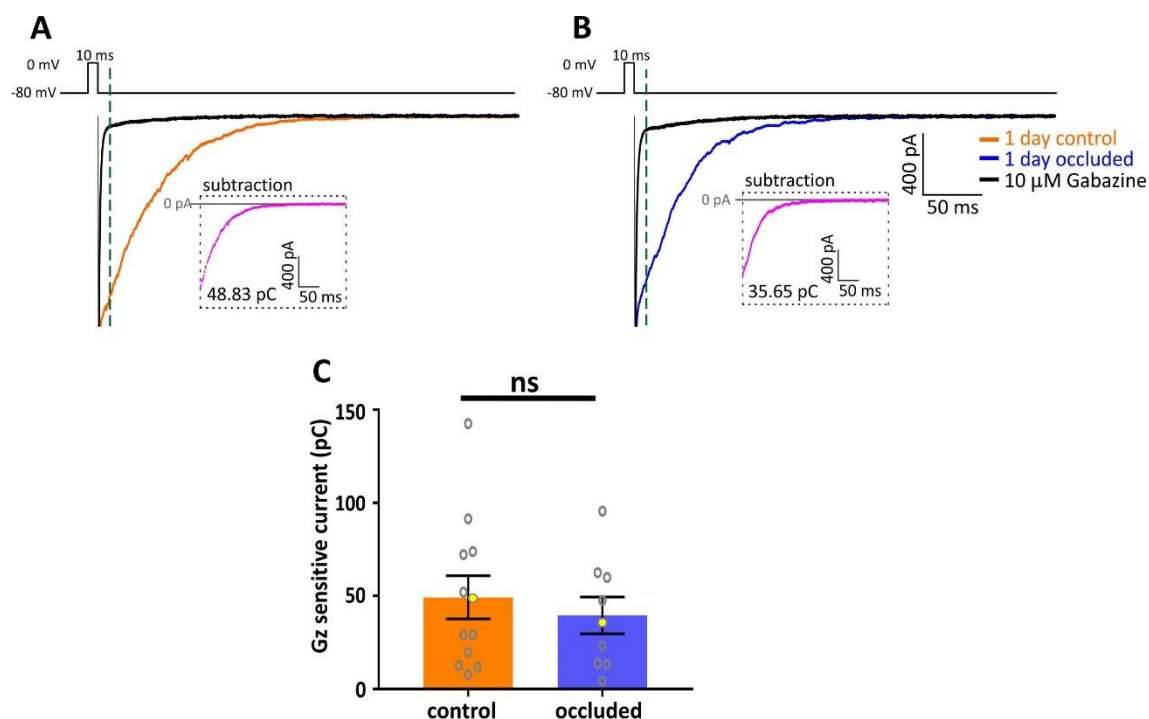 A
10 ms
0 mV
-80 mV
subtraction
0 pA
400 pA
50 ms
48.83 pC
B
10 ms
0 mV
-80 mV
subtraction
0 pA
400 pA
50 ms
35.65 pC
400 pA
50 ms
1 day control
1 day occluded
10 µM Gabazine
C
ns
Gz sensitive current (pC)
150
100
50
0
control
occluded